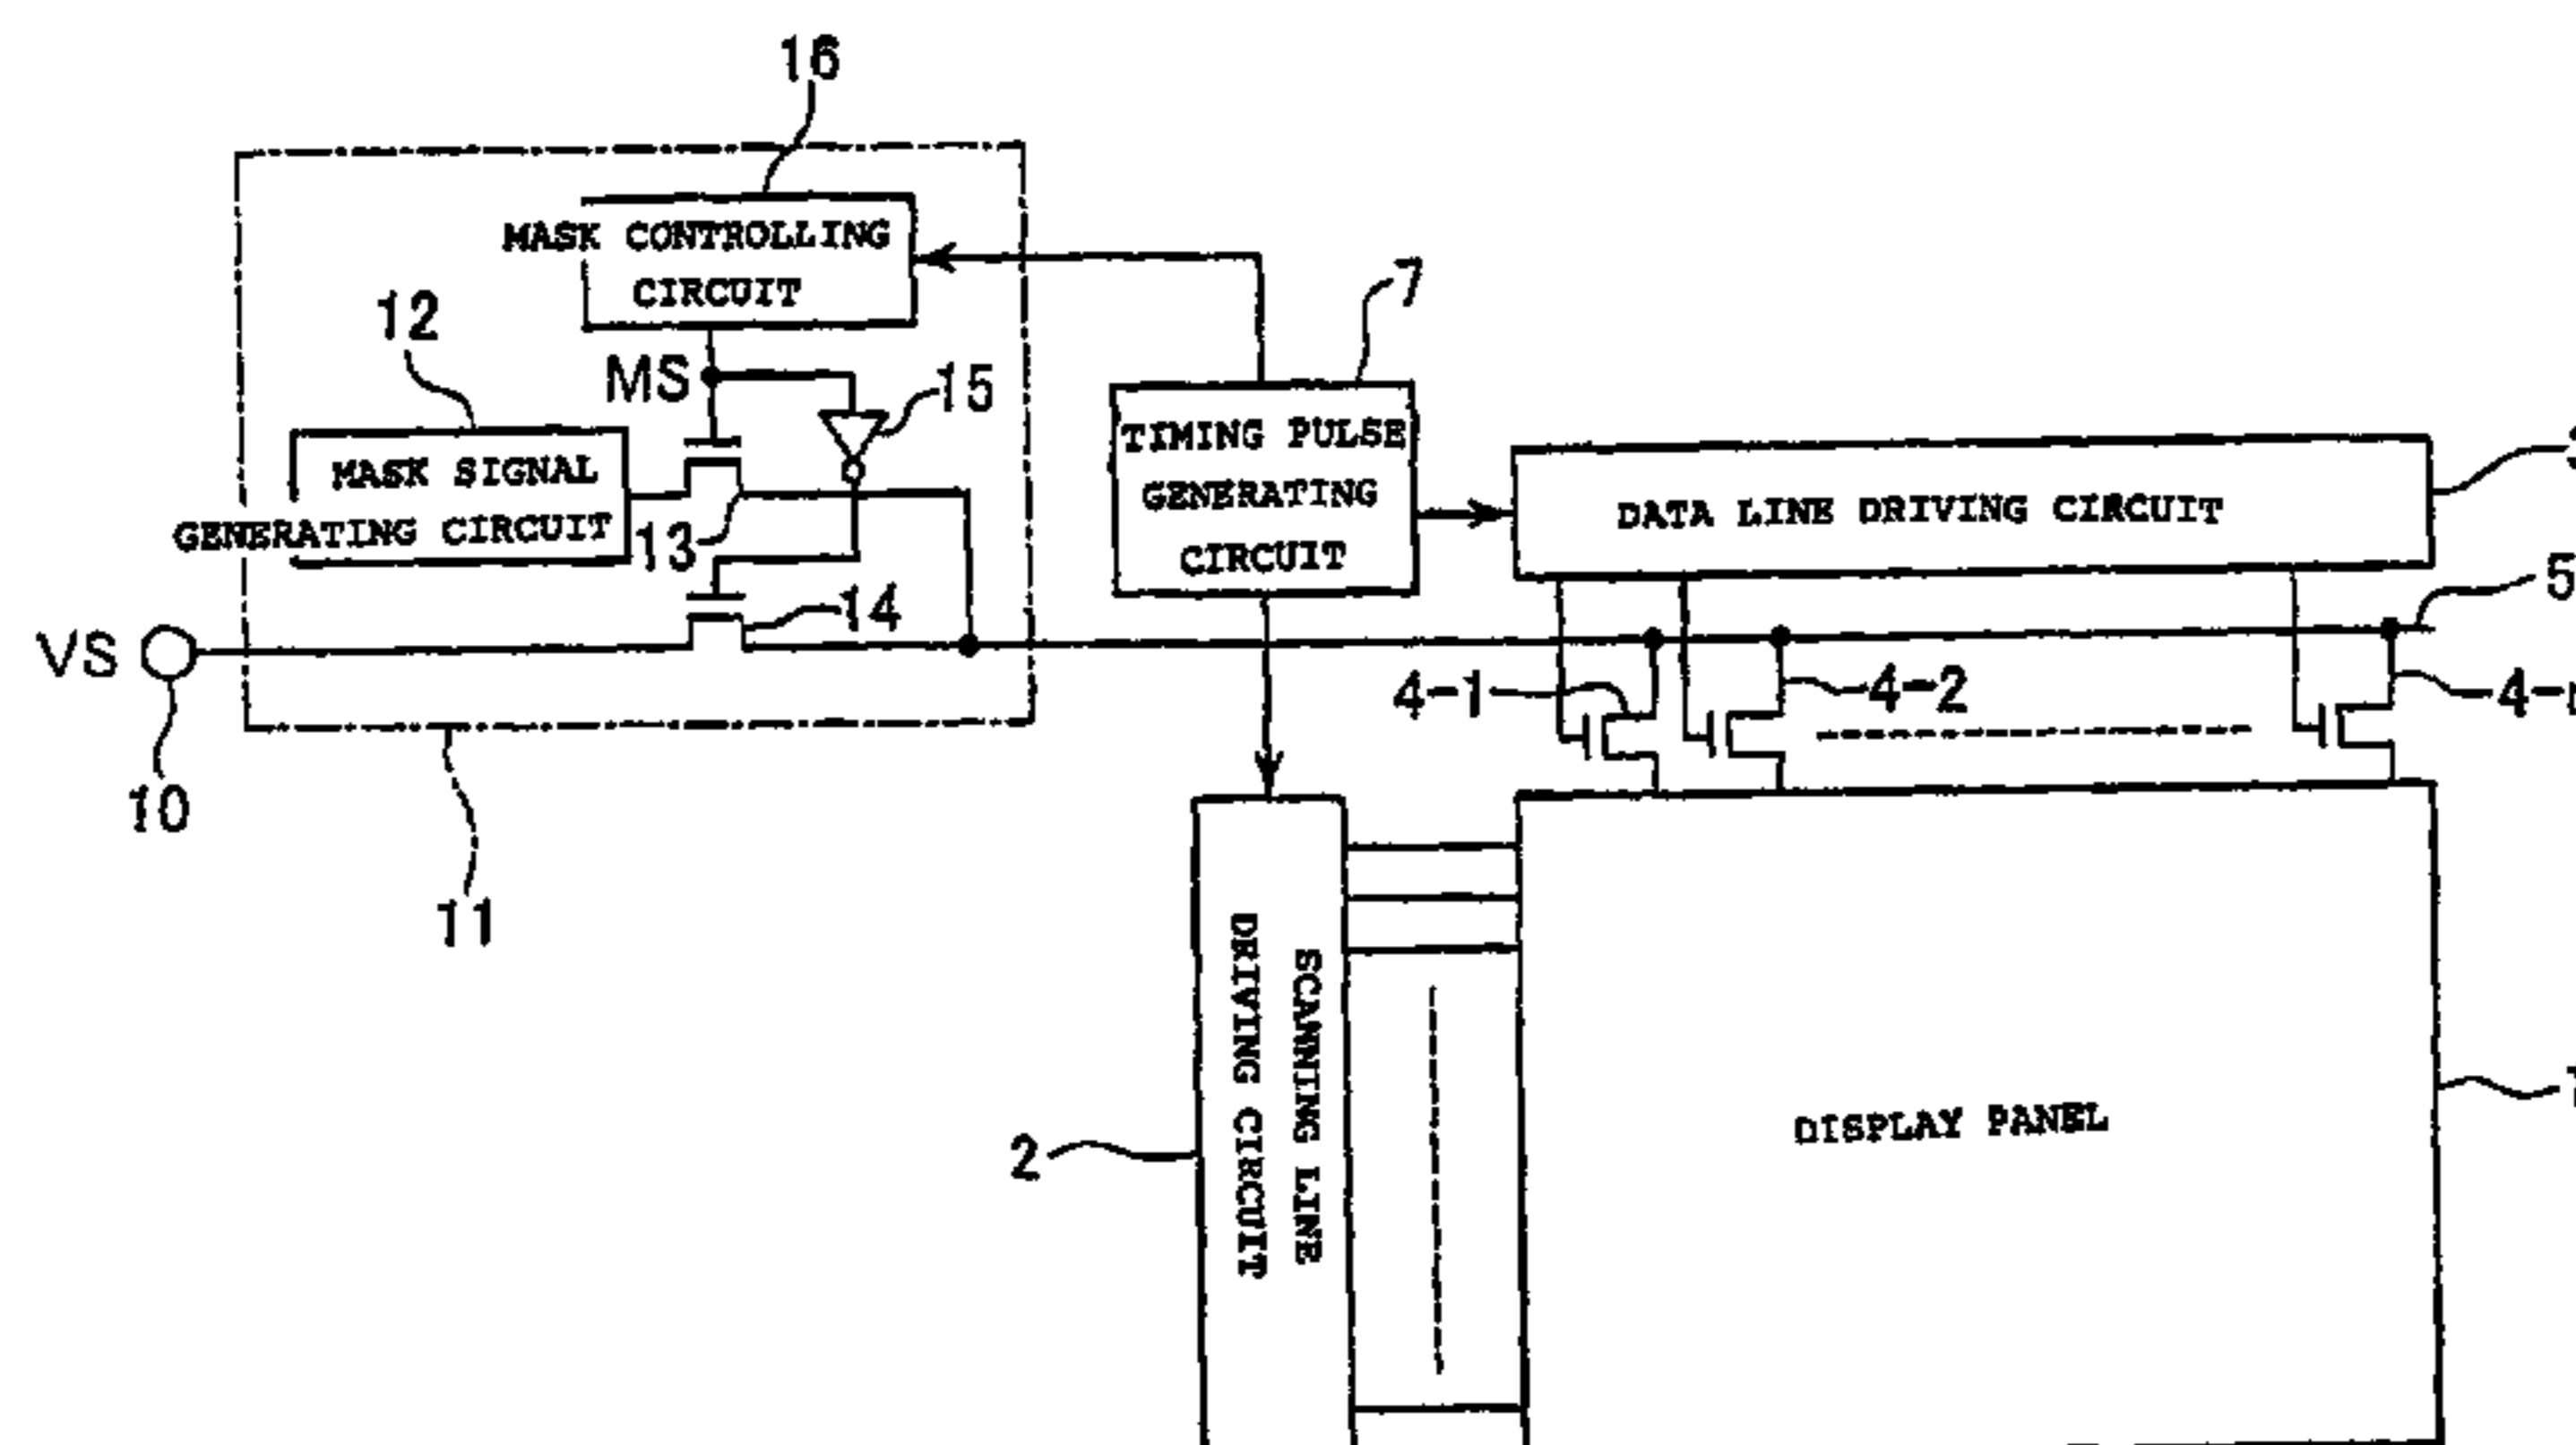 16
MASK CONTROLLING
CIRCUIT
12
MS
15
7
MASK SIGNAL
GENERATING CIRCUIT
13
TIMING PULSE
GENERATING
CIRCUIT
DATA LINE DRIVING CIRCUIT
5
VS
14
4-1
4-2
10
11
2
SCANNING LINE
DRIVING CIRCUIT
DISPLAY PANEL